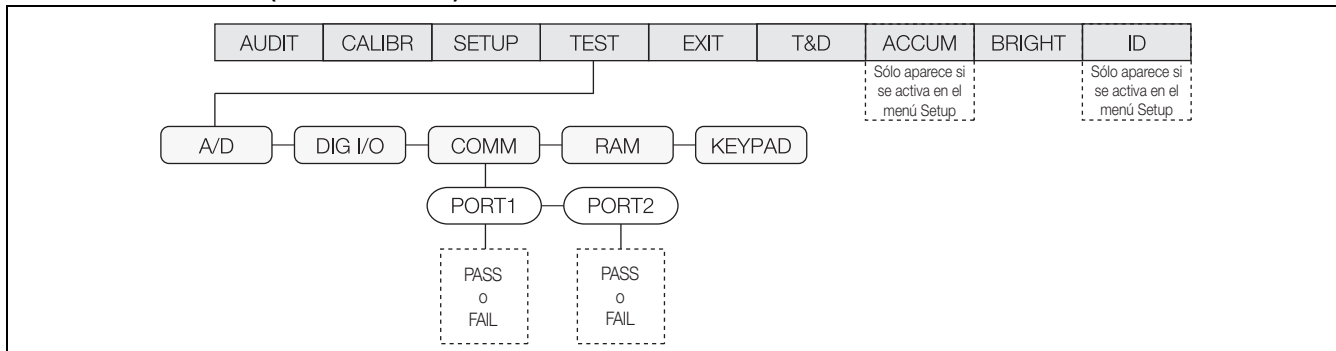 AUDIT CALIBR SETUP TEST EXIT T&D ACCUM BRIGHT ID
Sólo aparece si
se activa en el
menú Setup
Sólo aparece si
se activa en el
menú Setup
A/D DIG I/O COMM RAM KEYPAD
PORT1 PORT2
PASS
o
FAIL
PASS
o
FAIL